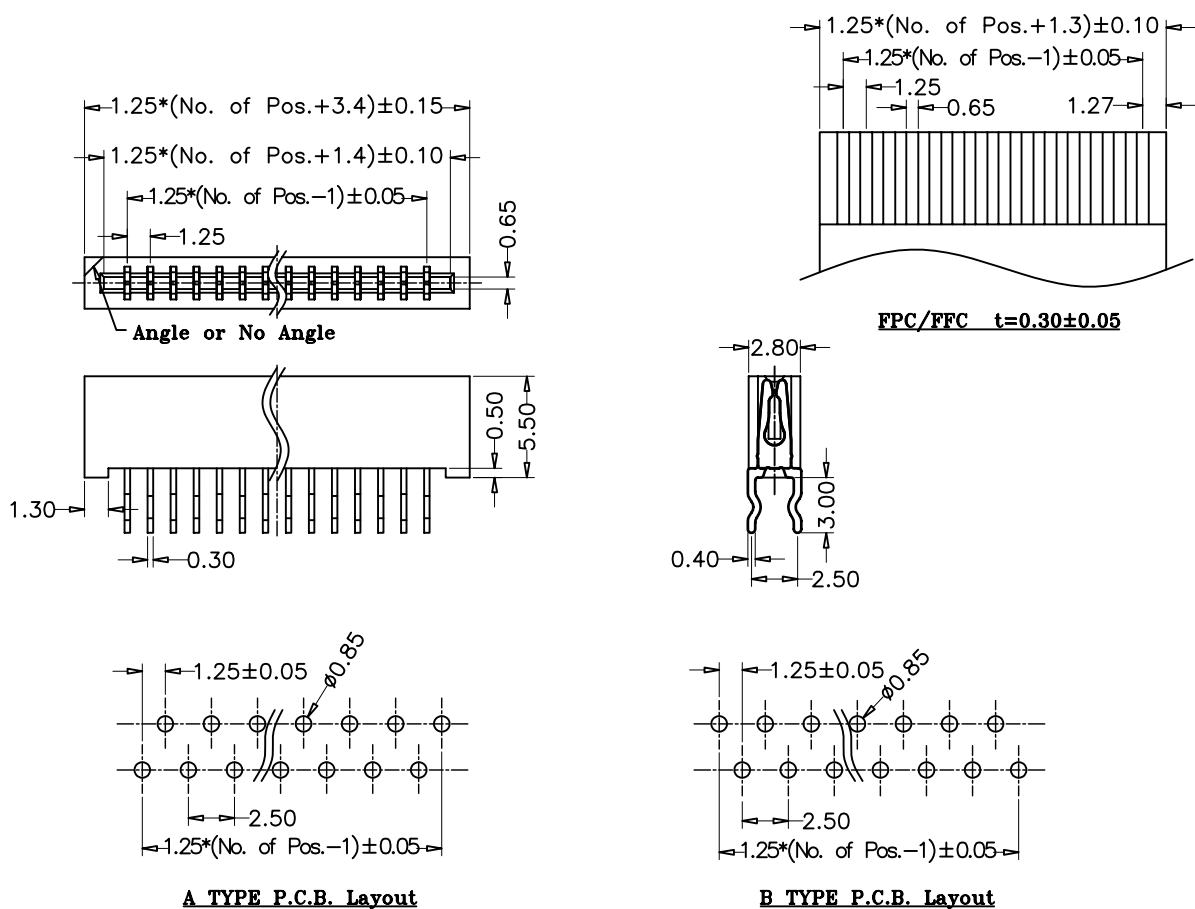 1.25*(No. of Pos.+1.3)±0.10
1.25*(No. of Pos.-1)±0.05
1.25
0.65
1.27
1.25*(No. of Pos.+3.4)±0.15
1.25*(No. of Pos.+1.4)±0.10
1.25*(No. of Pos.-1)±0.05
1.25
0.65
Angle or No Angle
FPC/FFC t=0.30±0.05
2.80
0.50
5.50
1.30
0.30
3.00
0.40
2.50
1.25±0.05
ø0.85
2.50
1.25*(No. of Pos.-1)±0.05
A TYPE P.C.B. Layout
1.25±0.05
ø0.85
2.50
1.25*(No. of Pos.-1)±0.05
B TYPE P.C.B. Layout